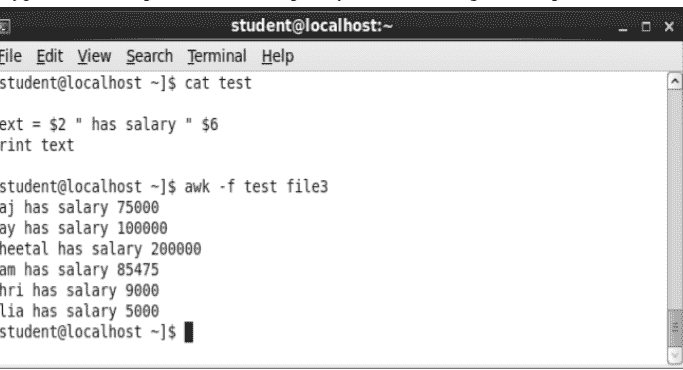 student@localhost:~
File Edit View Search Terminal Help
student@localhost ~]$ cat test
ext = $2 " has salary " $6
rint text
student@localhost ~]$ awk -f test file3
aj has salary 75000
ay has salary 100000
heetal has salary 200000
am has salary 85475
hri has salary 9000
lia has salary 5000
student@localhost ~]$